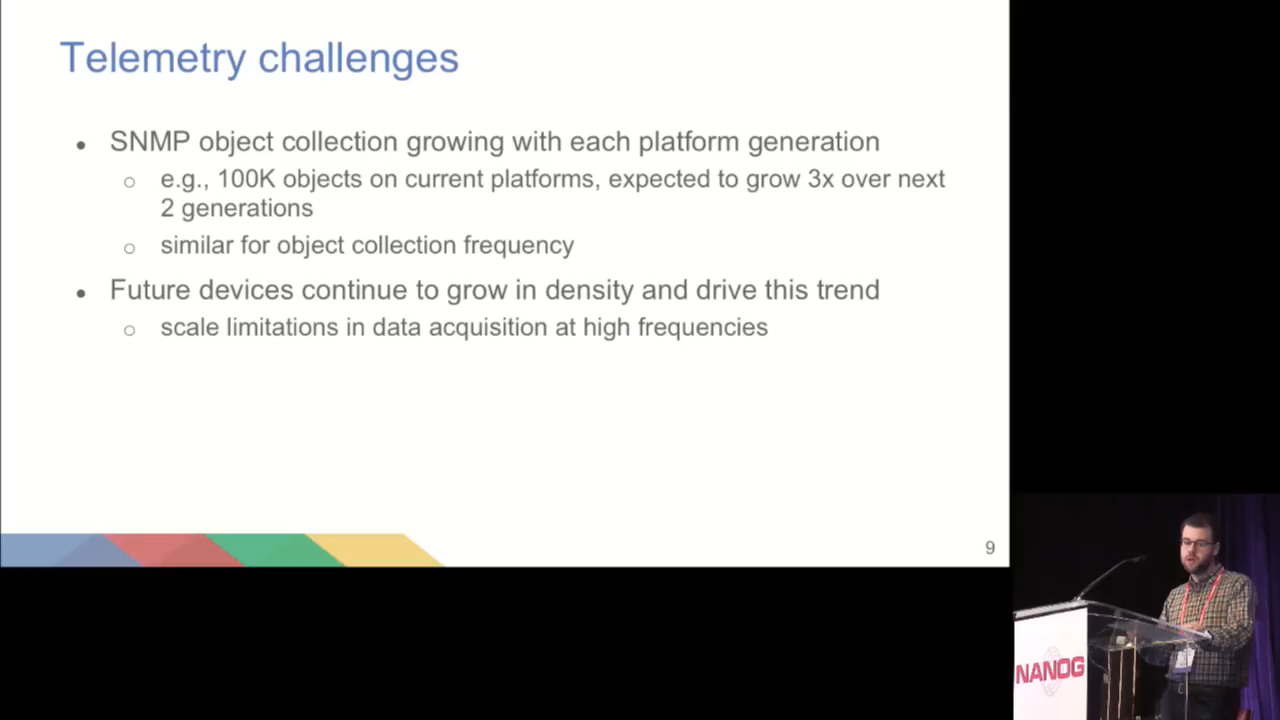 Telemetry challenges
● SNMP object collection growing with each platform generation
○ e.g., 100K objects on current platforms, expected to grow 3x over next
2 generations
○ similar for object collection frequency
● Future devices continue to grow in density and drive this trend
○ scale limitations in data acquisition at high frequencies
9
NANOG